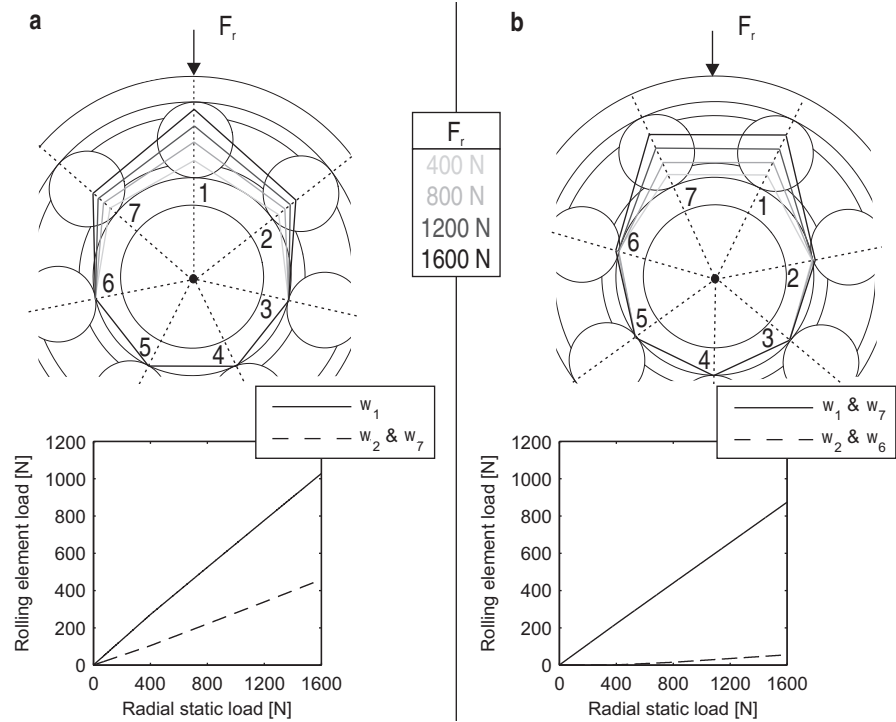 a
F_r
1
2
3
4
5
6
7
F_r
400 N
800 N
1200 N
1600 N
b
F_r
1
2
3
4
5
6
7
w_1
w_2 & w_7
1200
1000
800
600
400
200
0
Rolling element load [N]
0 400 800 1200 1600
Radial static load [N]
w_1 & w_7
w_2 & w_6
1200
1000
800
600
400
200
0
Rolling element load [N]
0 400 800 1200 1600
Radial static load [N]